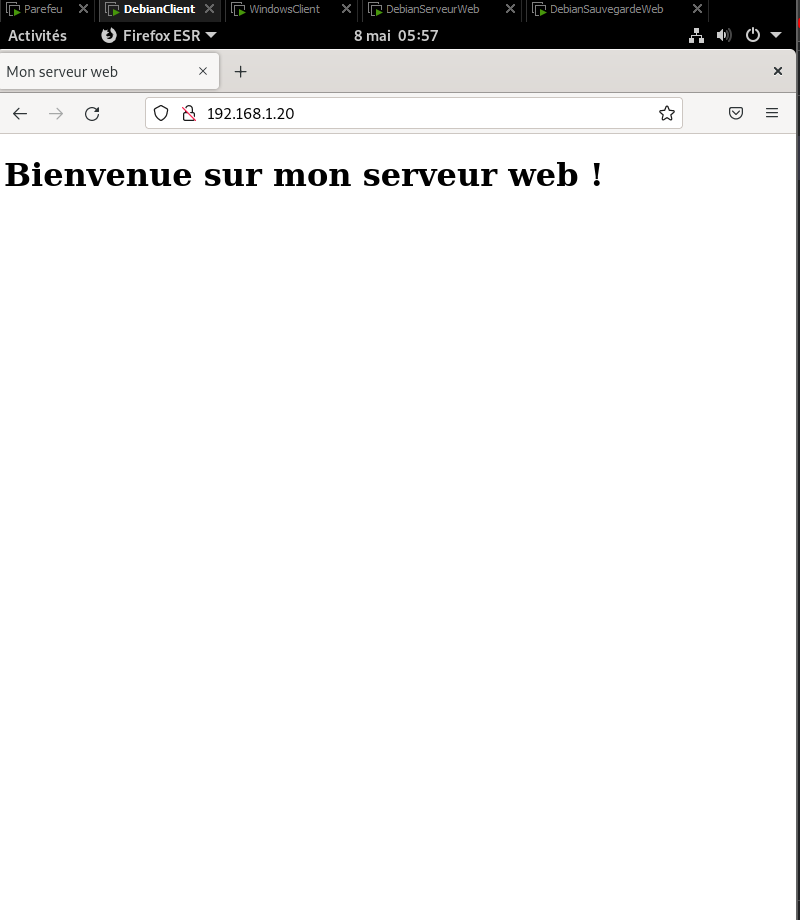 Parefeu DebianClient WindowsClient DebianServeurWeb DebianSauvegardeWeb
Activités Firefox ESR 8 mai 05:57
Mon serveur web
192.168.1.20
Bienvenue sur mon serveur web !